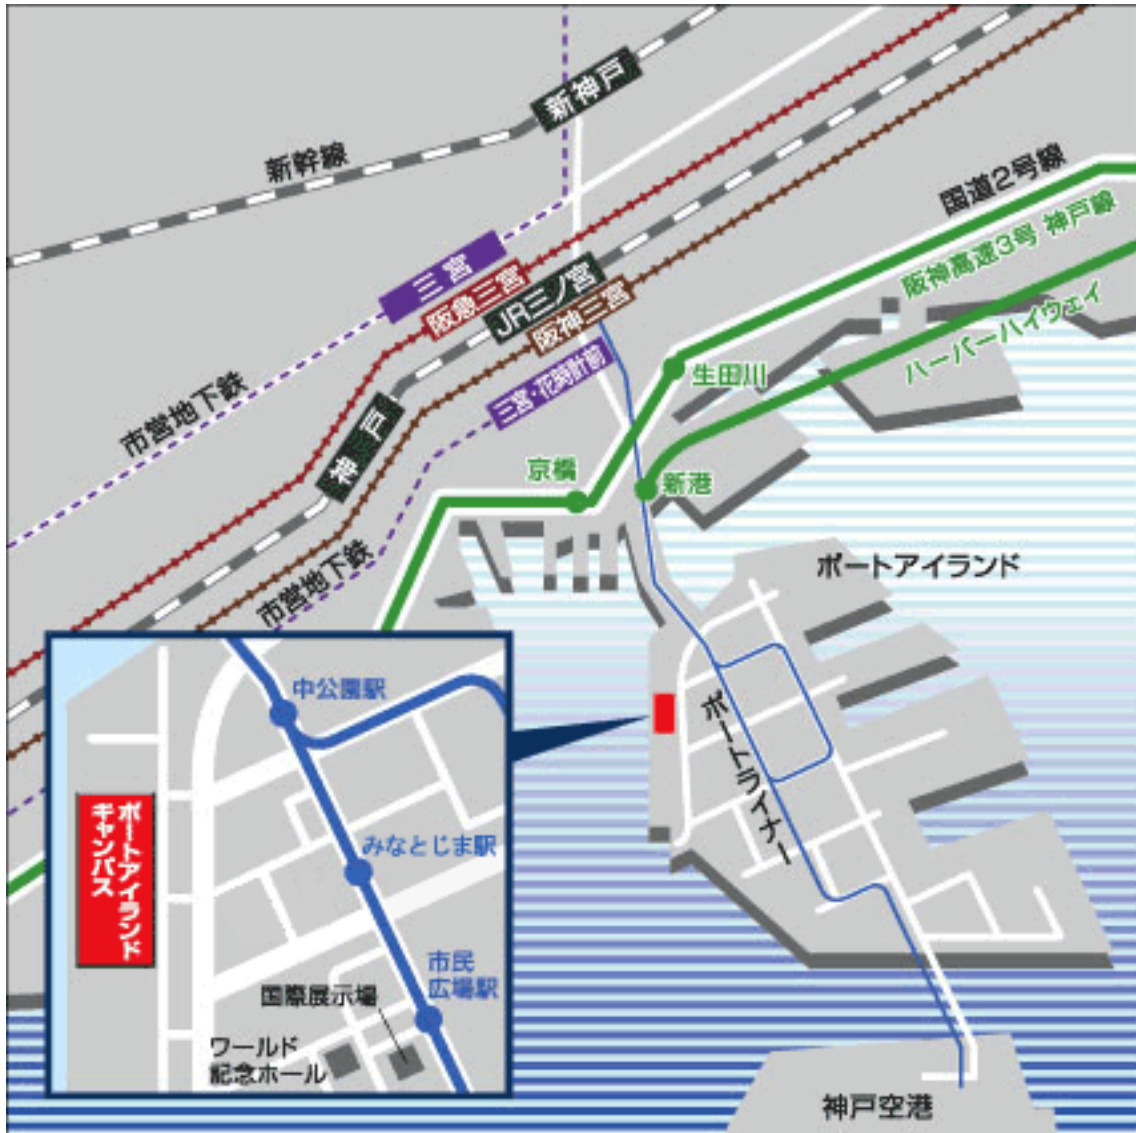 新神戸
新幹線
国道2号線
三宮
阪急三宮
JR三ノ宮
阪神三宮
阪神高速3号 神戸線
ハーバーハイウェイ
市営地下鉄
三宮・花時計前
生田川
神戸
京橋
新港
市営地下鉄
ポートアイランド
ポートライナー
中公園駅
みなとじま駅
ポートアイランド
キャンパス
市民
広場駅
国際展示場
ワールド
記念ホール
神戸空港